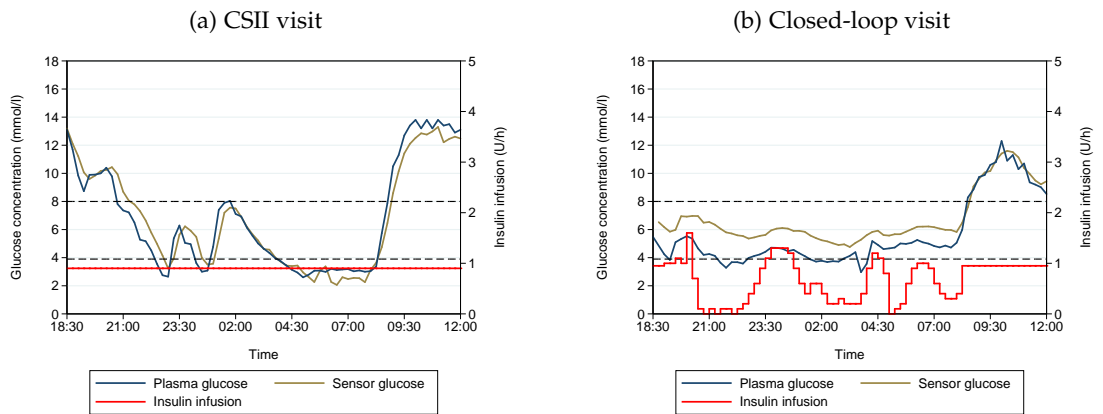 (a) CSII visit
Glucose concentration (mmol/l)
18
16
14
12
10
8
6
4
2
0
5
4
3
2
1
0
Insulin infusion (U/h)
18:30 21:00 23:30 02:00 04:30 07:00 09:30 12:00
Time
Plasma glucose Sensor glucose
Insulin infusion
(b) Closed-loop visit
Glucose concentration (mmol/l)
18
16
14
12
10
8
6
4
2
0
5
4
3
2
1
0
Insulin infusion (U/h)
18:30 21:00 23:30 02:00 04:30 07:00 09:30 12:00
Time
Plasma glucose Sensor glucose
Insulin infusion